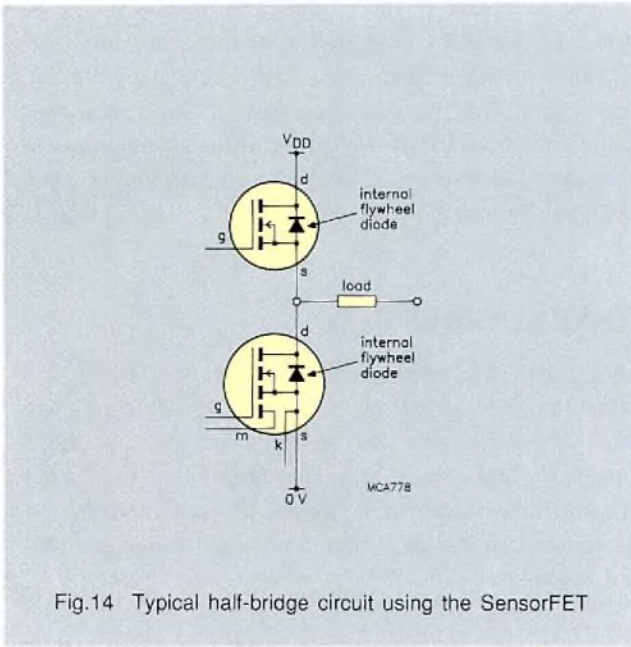 VDD
d
internal
flywheel
diode
g
s
load
d
internal
flywheel
diode
g
m
k
s
MCA778
0 V
Fig.14 Typical half-bridge circuit using the SensorFET